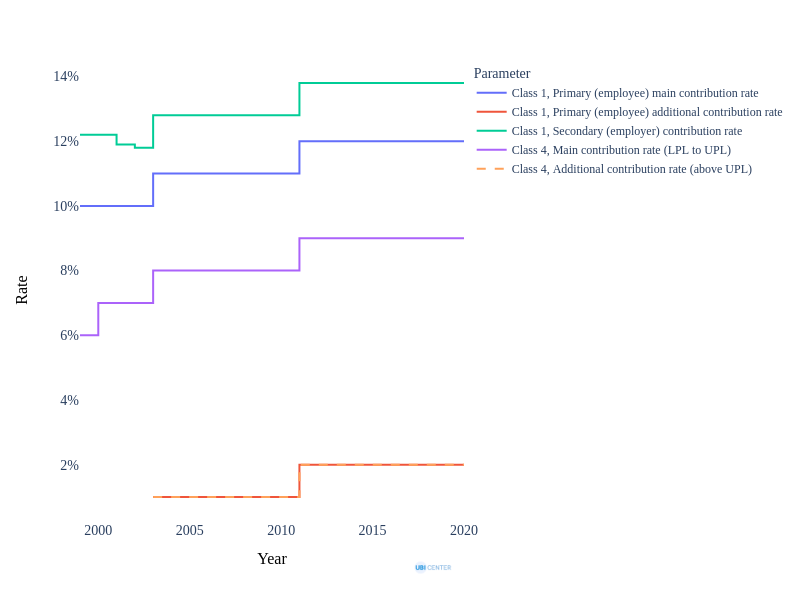 Parameter
Class 1, Primary (employee) main contribution rate
Class 1, Primary (employee) additional contribution rate
Class 1, Secondary (employer) contribution rate
Class 4, Main contribution rate (LPL to UPL)
Class 4, Additional contribution rate (above UPL)
14%
12%
10%
8%
6%
4%
2%
Rate
2000 2005 2010 2015 2020
Year
UBI CENTER